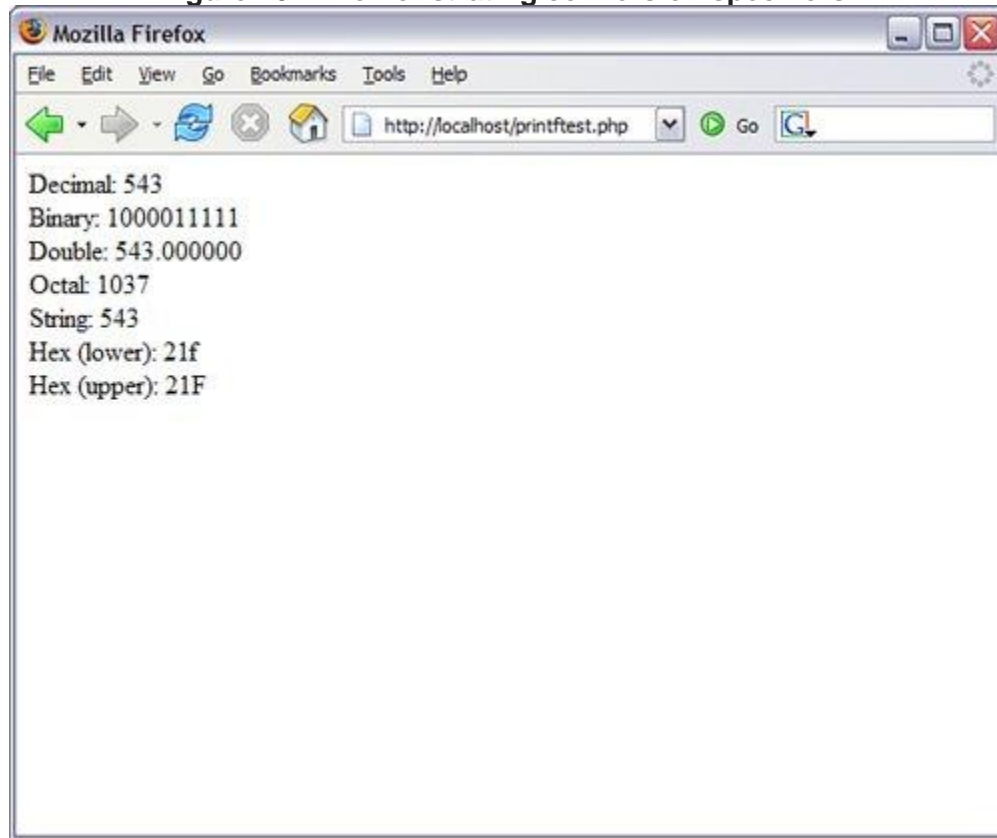 Mozilla Firefox
File Edit View Go Bookmarks Tools Help
http://localhost/printftest.php Go G
Decimal: 543
Binary: 1000011111
Double: 543.000000
Octal: 1037
String: 543
Hex (lower): 21f
Hex (upper): 21F